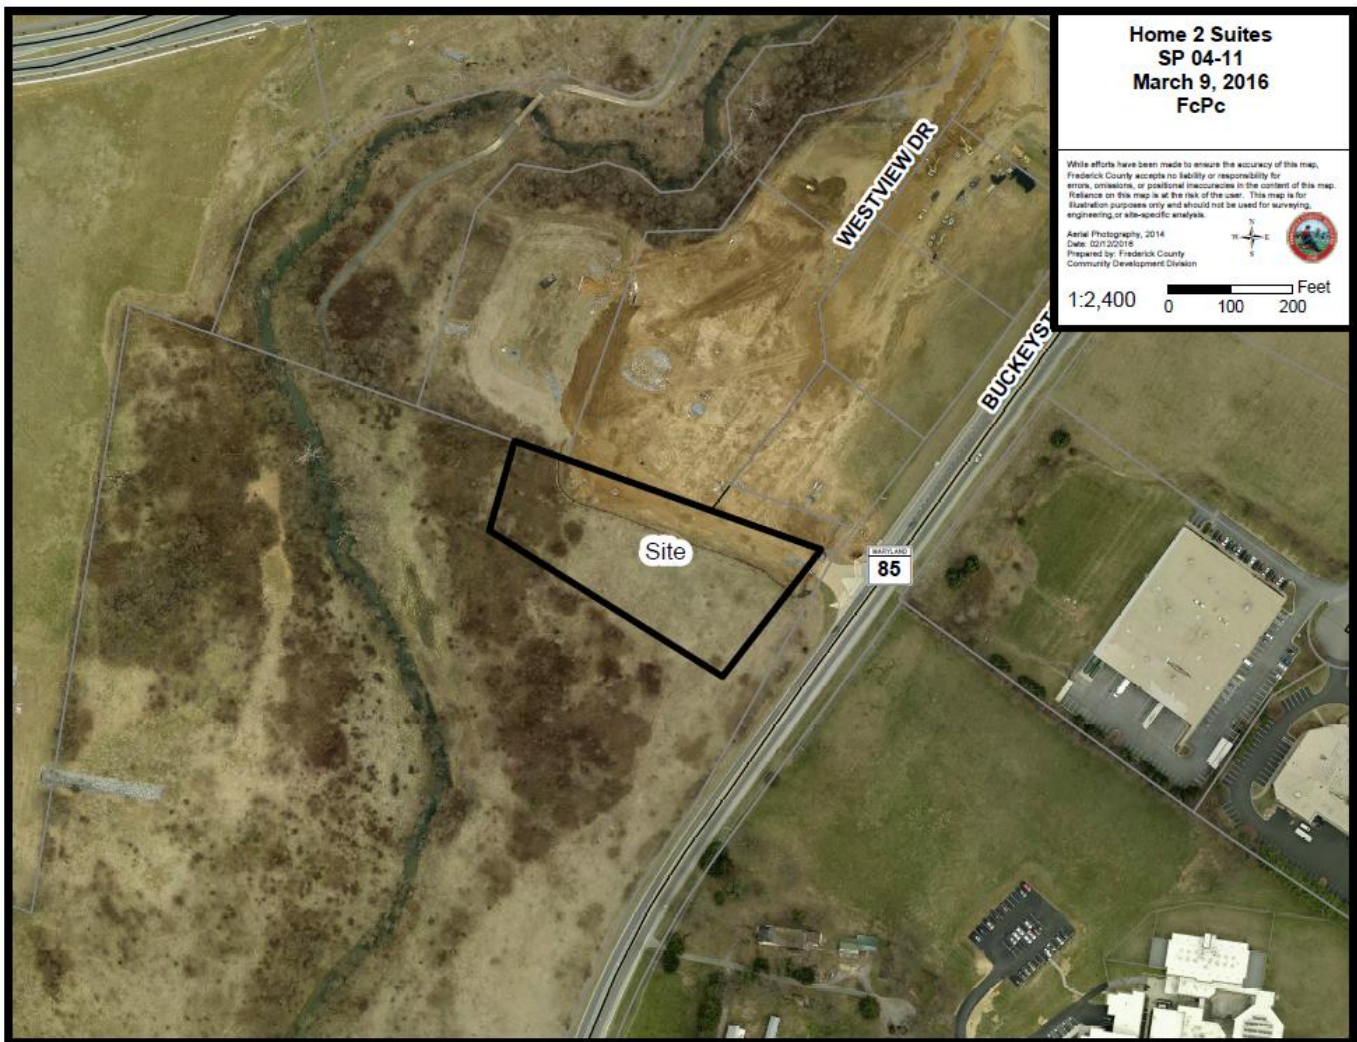 Home 2 Suites
SP 04-11
March 9, 2016
FcPc
While efforts have been made to ensure the accuracy of this map,
Frederick County accepts no liability or responsibility for
errors, omissions, or positional inaccuracies in the content of this map.
Reliance on this map is at the risk of the user. This map is for
illustration purposes only and should not be used for surveying,
engineering,or site-specific analysis.
Aerial Photography, 2014
Date: 02/12/2016
Prepared by: Frederick County
Community Development Division
N
W E
S
1:2,400
Feet
0 100 200
WESTVIEW DR
BUCKEYST
Site
MARYLAND
85